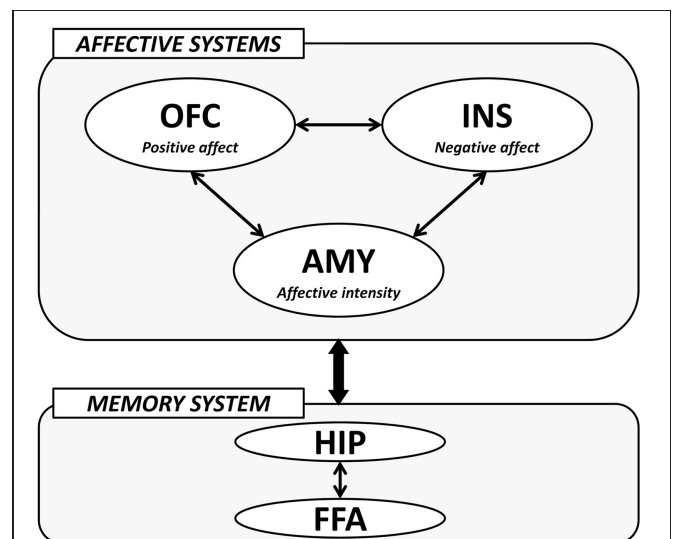 AFFECTIVE SYSTEMS
OFC
Positive affect
INS
Negative affect
AMY
Affective intensity
MEMORY SYSTEM
HIP
FFA